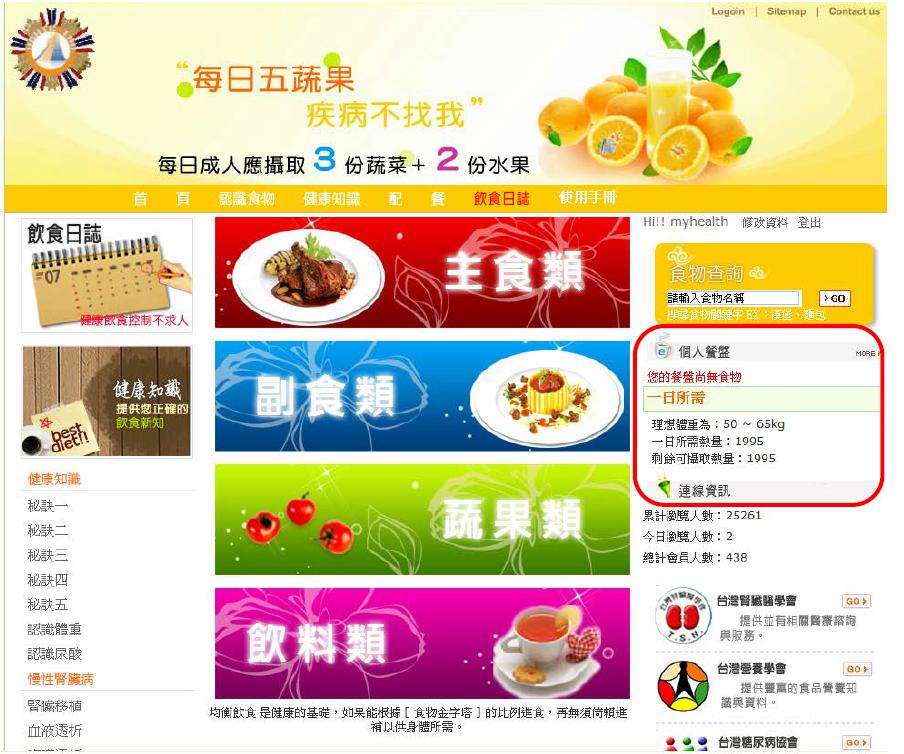 Logoin | Sitemap | Contact us
“每日五蔬果
疾病不找我”
每日成人應攝取 3 份蔬菜+ 2 份水果
首 頁 認識食物 健康知識 配 餐 飲食日誌 使用手冊
飲食日誌
07
健康飲食控制不求人
健康知識
提供您正確的
飲食新知
best
diet!!
健康知識
秘訣一
秘訣二
秘訣三
秘訣四
秘訣五
認識體重
認識尿酸
慢性腎臟病
腎臟移植
血液透析
主食類
副食類
蔬果類
飲料類
均衡飲食 是健康的基礎，如果能根據 [ 食物金字塔 ] 的比例進食，再無須倚賴進
補以供身體所需。
Hi!! myhealth 修改資料 登出
食物查詢
請輸入食物名稱 GO
搜尋食物關鍵字 EX：漢堡、麵包
個人餐盤 MORE
您的餐盤尚無食物
一日所需
理想體重為：50 ~ 65kg
一日所需熱量：1995
剩餘可攝取熱量：1995
連線資訊
累計瀏覽人數：25261
今日瀏覽人數：2
總計會員人數：438
台灣腎臟醫學會 GO
提供並有相關醫療諮詢
與服務。
T.S.N.
台灣營養學會 GO
提供豐富的食品營養知
識與資料。
台灣糖尿病協會 GO